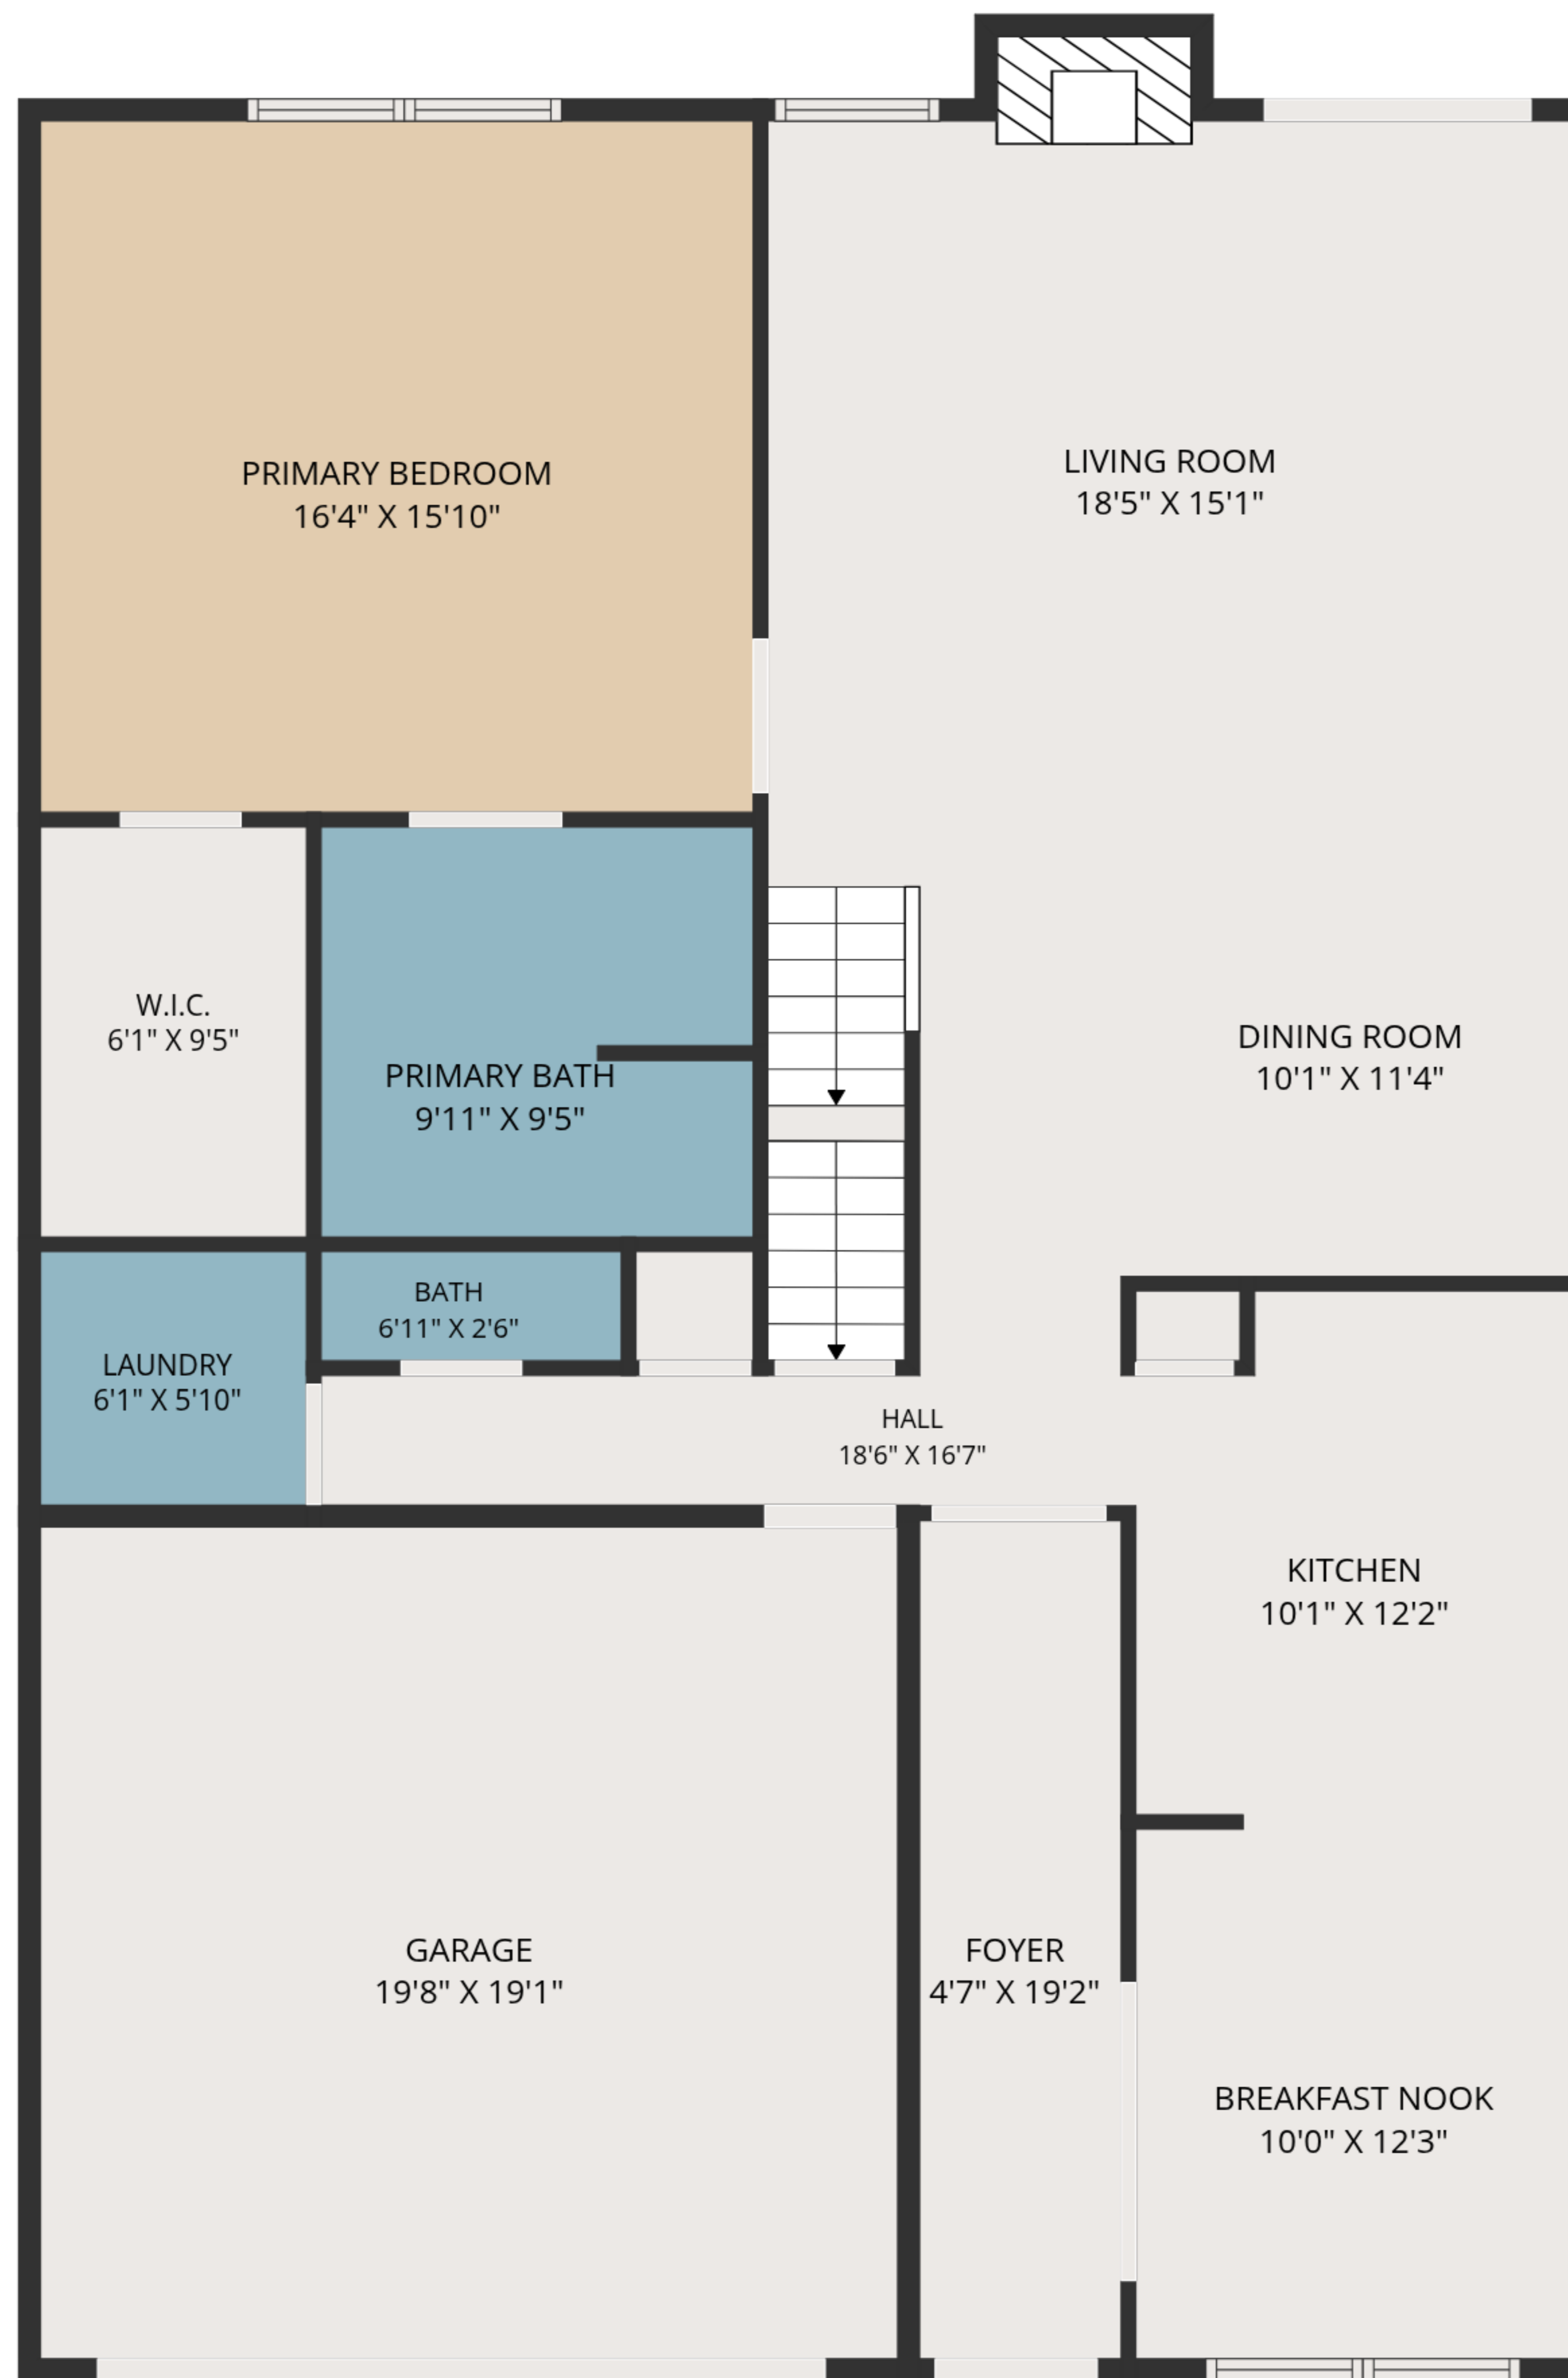 PRIMARY BEDROOM
16'4" X 15'10"
LIVING ROOM
18'5" X 15'1"
W.I.C.
6'1" X 9'5"
PRIMARY BATH
9'11" X 9'5"
DINING ROOM
10'1" X 11'4"
BATH
6'11" X 2'6"
LAUNDRY
6'1" X 5'10"
HALL
18'6" X 16'7"
KITCHEN
10'1" X 12'2"
GARAGE
19'8" X 19'1"
FOYER
4'7" X 19'2"
BREAKFAST NOOK
10'0" X 12'3"